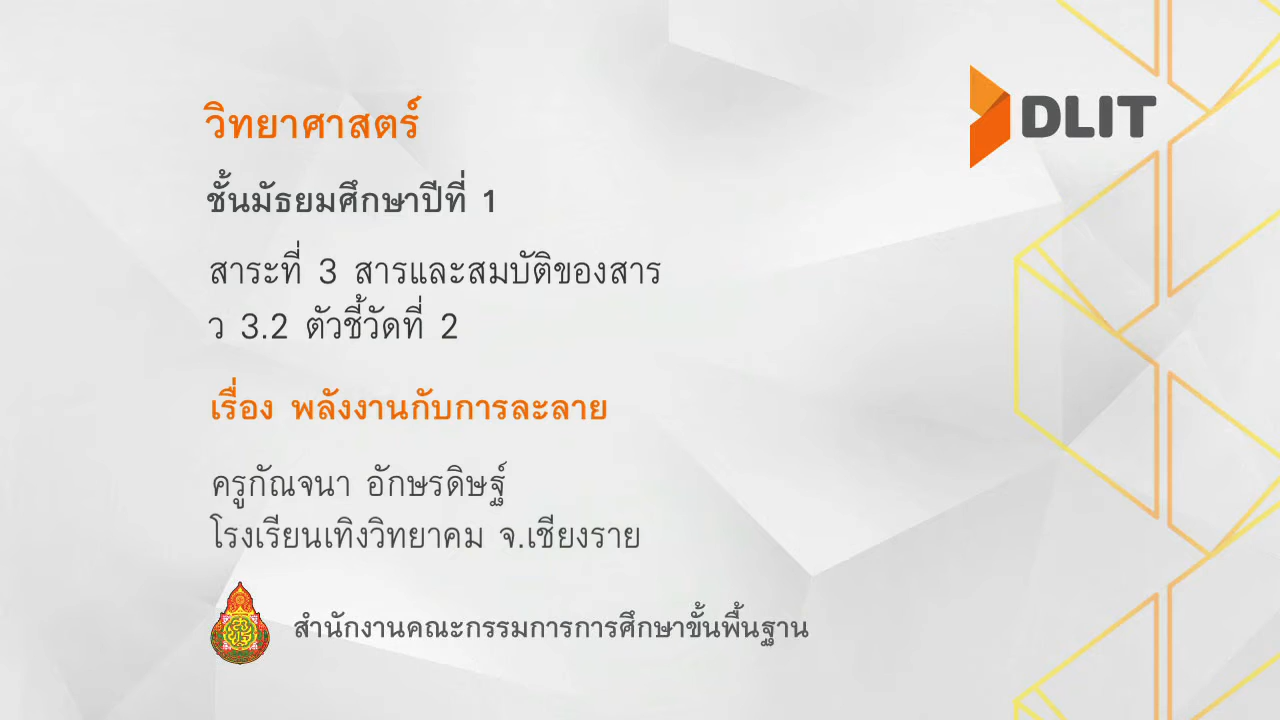 วิทยาศาสตร์
DLIT
ชั้นมัธยมศึกษาปีที่ 1
สาระที่ 3 สารและสมบัติของสาร
ว 3.2 ตัวชี้วัดที่ 2
เรื่อง พลังงานกับการละลาย
ครูกัณจนา อักษรดิษฐ์
โรงเรียนเทิงวิทยาคม จ.เชียงราย
สำนักงานคณะกรรมการการศึกษาขั้นพื้นฐาน